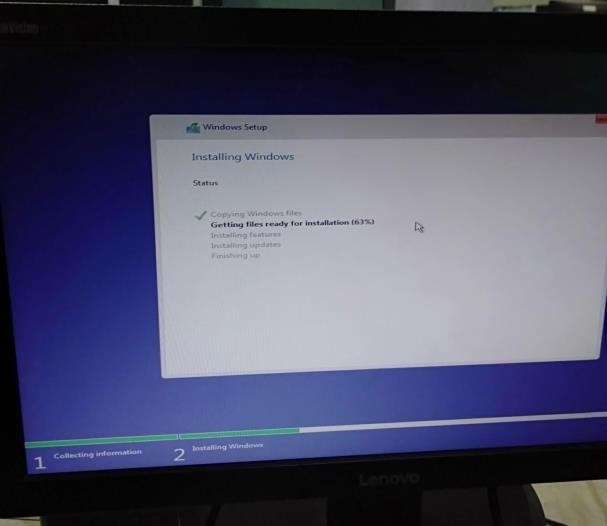 Windows Setup
Installing Windows
Status
Copying Windows files
Getting files ready for installation (63%)
Installing features
Installing updates
Finishing up
1 Collecting information
2 Installing Windows
Lenovo